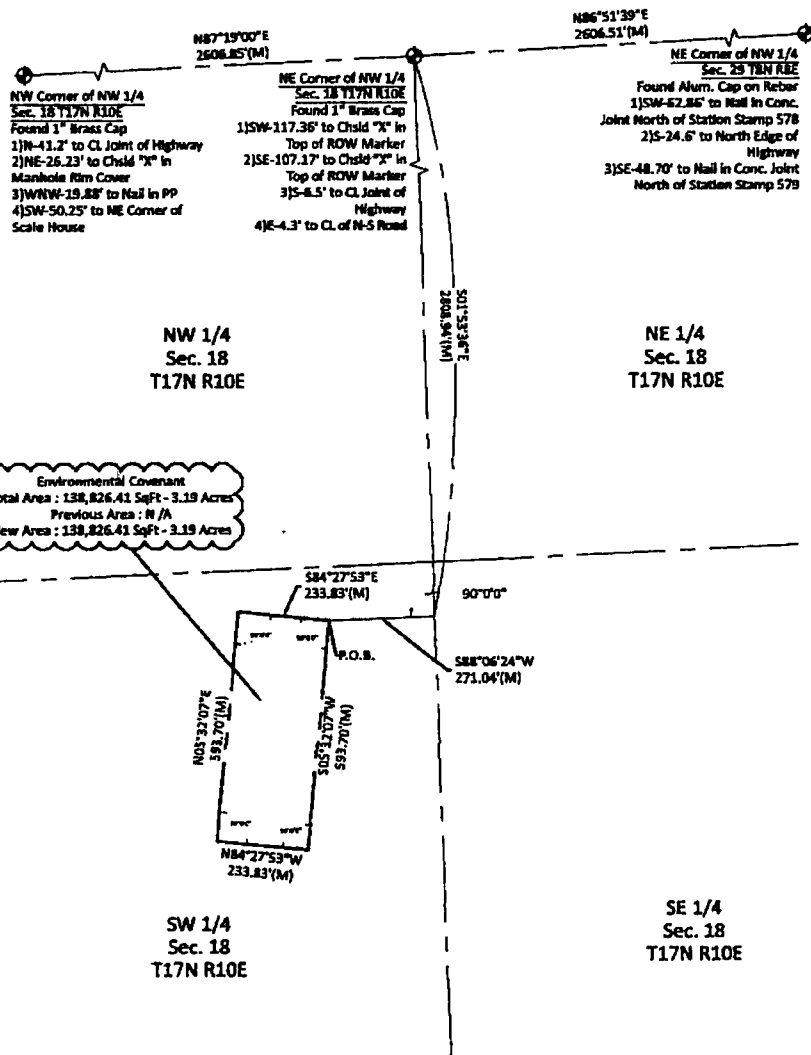 N87°19'00"E
2606.85'(M)
N86°51'39"E
2606.51'(M)
NW Corner of NW 1/4
Sec. 18 T17N R10E
Found 1" Brass Cap
1)N-41.2' to CL Joint of Highway
2)NE-26.23' to Chsld "X" in
Manhole Rim Cover
3)WNW-19.88' to Nail in PP
4)SW-50.25' to NE Corner of
Scale House
NE Corner of NW 1/4
Sec. 18 T17N R10E
Found 1" Brass Cap
1)SW-117.36' to Chsld "X" in
Top of ROW Marker
2)SE-107.17' to Chsld "X" in
Top of ROW Marker
3)S-6.5' to CL Joint of
Highway
4)E-4.3' to CL of N-S Road
NE Corner of NW 1/4
Sec. 29 T8N R8E
Found Alum. Cap on Rebar
1)SW-62.86' to Nail in Conc.
Joint North of Station Stamp 578
2)S-24.6' to North Edge of
Highway
3)SE-48.70' to Nail in Conc. Joint
North of Station Stamp 579
S01°53'36"E
2808.94'(M)
NW 1/4
Sec. 18
T17N R10E
NE 1/4
Sec. 18
T17N R10E
Environmental Covenant
otal Area : 138,826.41 SqFt - 3.19 Acres
Previous Area : N /A
ew Area : 138,826.41 SqFt - 3.19 Acres
S84°27'53"E
233.83'(M)
90°0'0"
P.O.B.
S88°06'24"W
271.04'(M)
N05°32'07"E
593.70'(M)
S05°32'07"W
593.70'(M)
N84°27'53"W
233.83'(M)
SW 1/4
Sec. 18
T17N R10E
SE 1/4
Sec. 18
T17N R10E